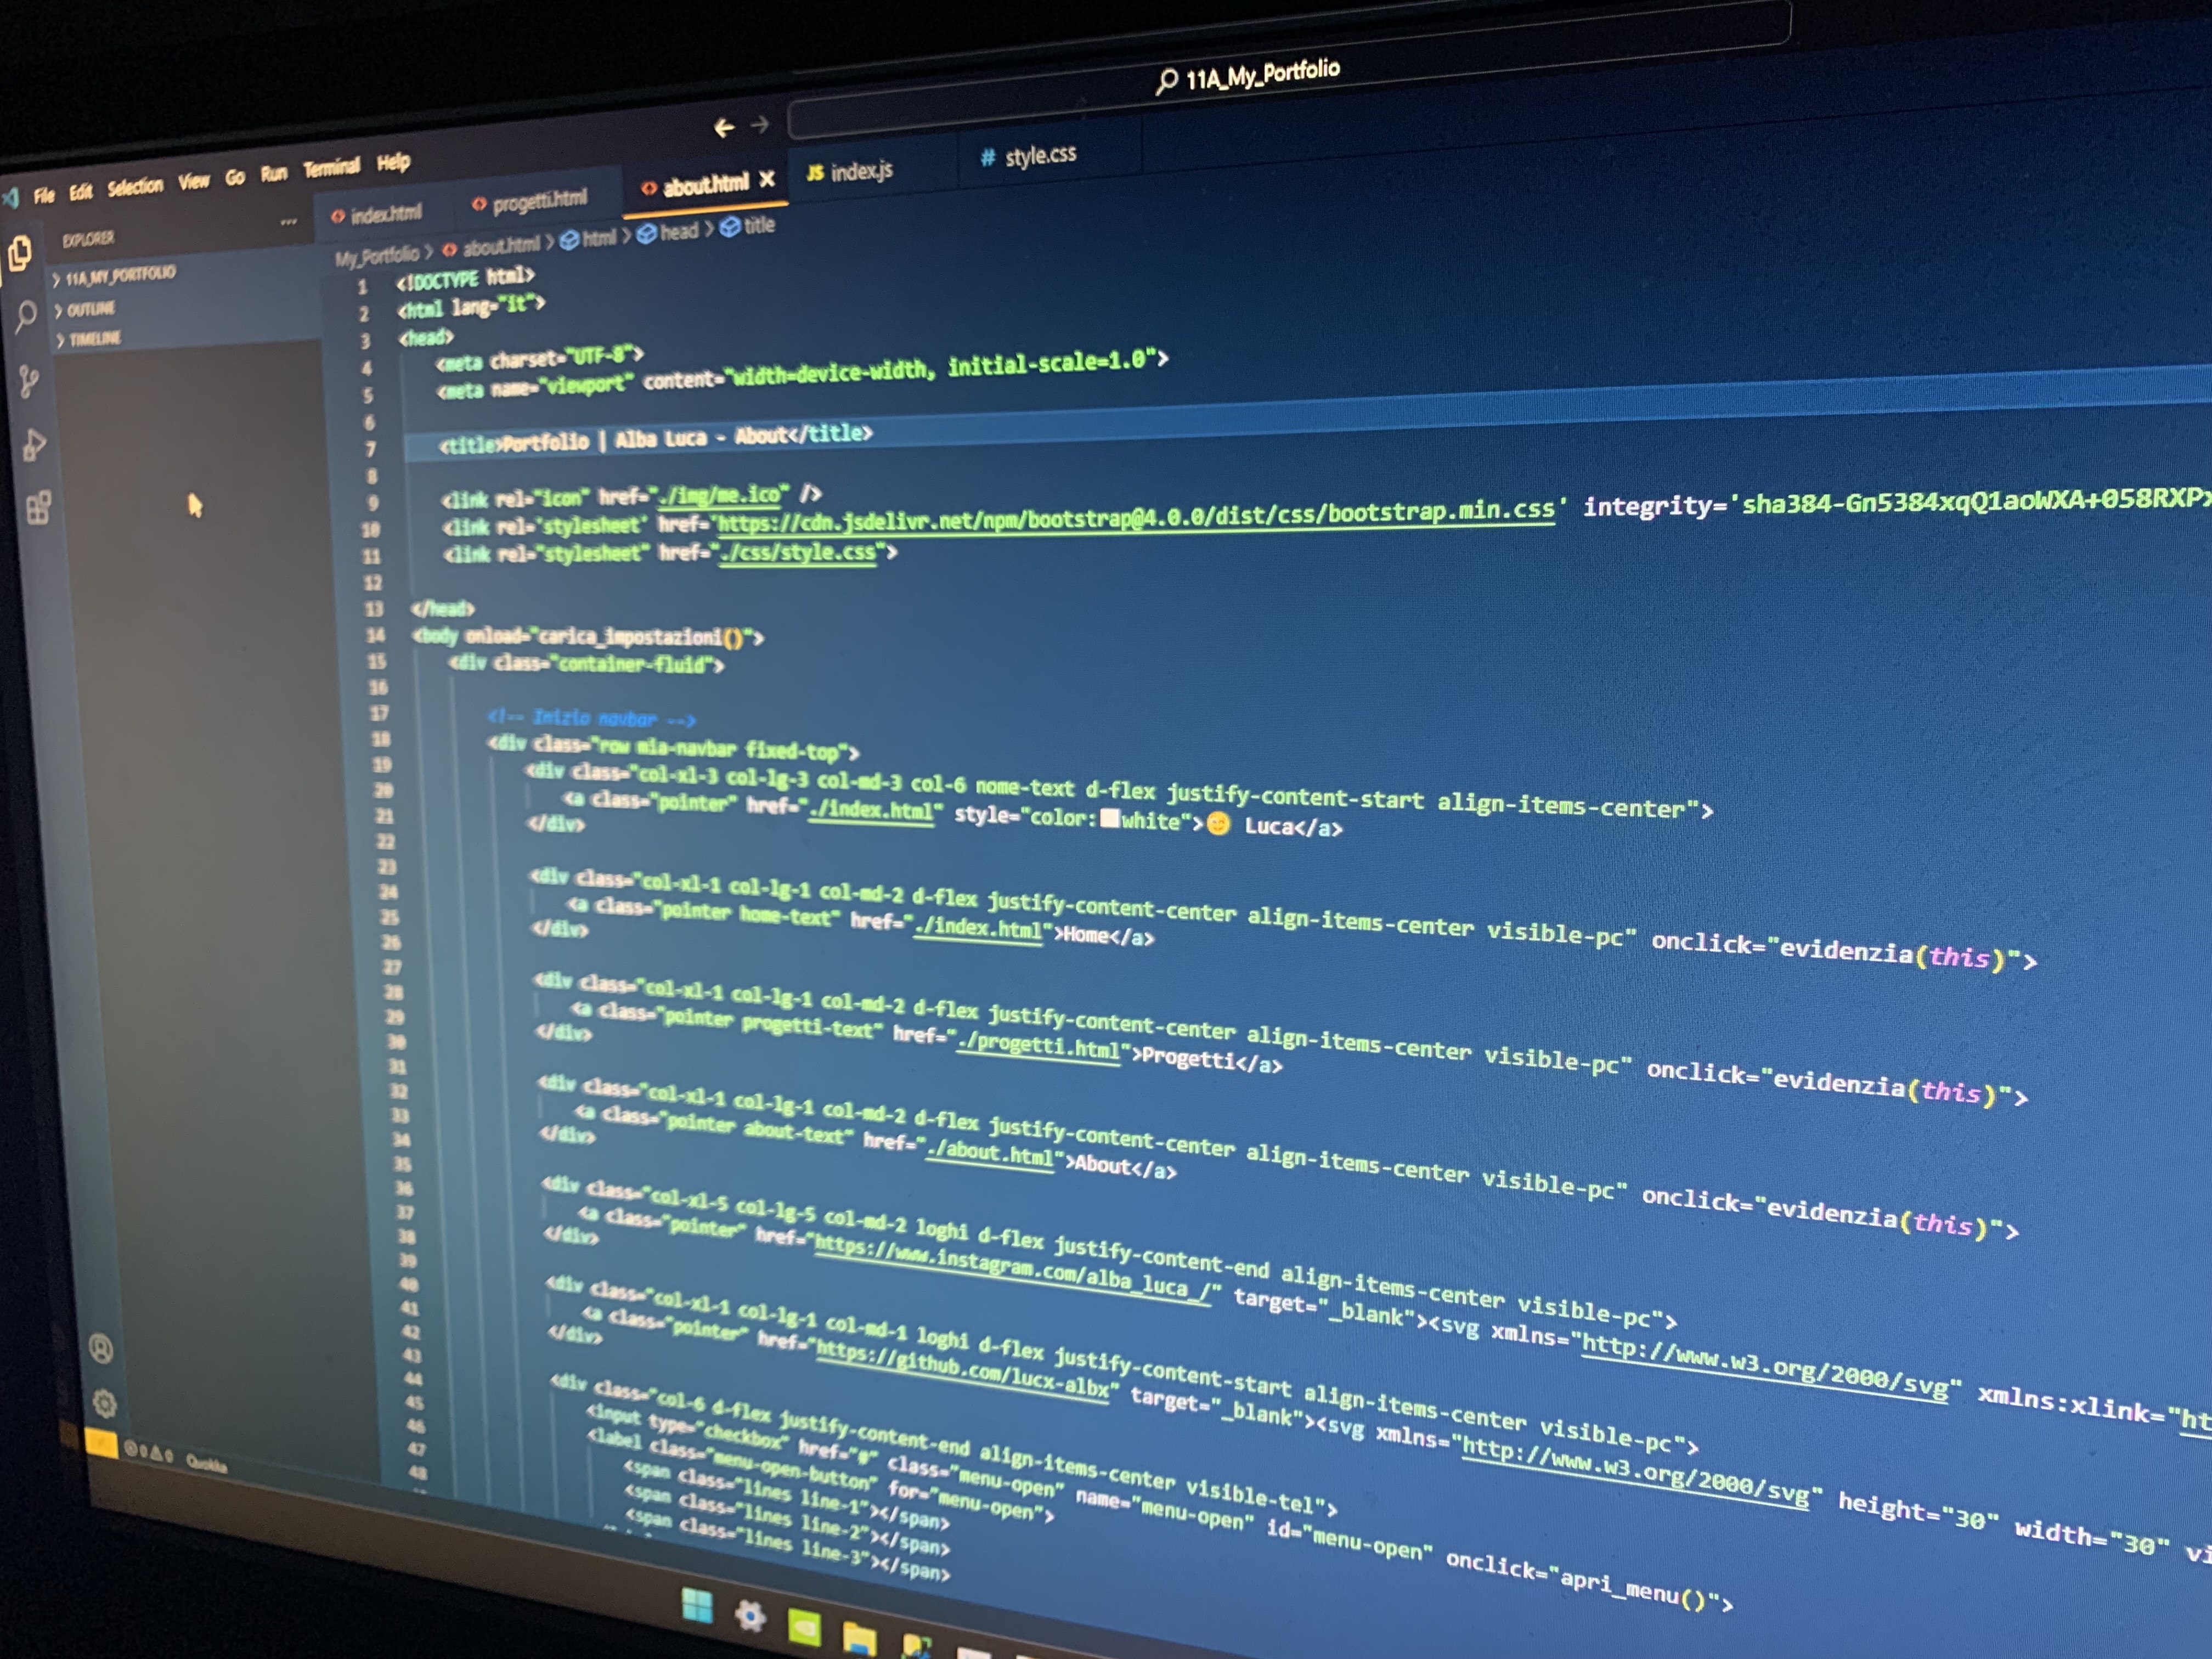 11A_My_Portfolio
File Edit Selection View Go Run Terminal Help
index.html progetti.html about.html index.js style.css
EXPLORER
11A_MY_PORTFOLIO
OUTLINE
TIMELINE
My_Portfolio > about.html > html > head > title
1 <!DOCTYPE html>
2 <html lang="it">
3 <head>
4 <meta charset="UTF-8">
5 <meta name="viewport" content="width=device-width, initial-scale=1.0">
6
7 <title>Portfolio | Alba Luca - About</title>
8
9 <link rel="icon" href="./img/me.ico" />
10 <link rel='stylesheet' href='https://cdn.jsdelivr.net/npm/bootstrap@4.0.0/dist/css/bootstrap.min.css' integrity='sha384-Gn5384xqQ1aoWXA+058RXPx
11 <link rel="stylesheet" href="./css/style.css">
12
13 </head>
14 <body onload="carica_impostazioni()">
15 <div class="container-fluid">
16
17 <!-- Inizio navbar -->
18 <div class="row mia-navbar fixed-top">
19 <div class="col-xl-3 col-lg-3 col-md-3 col-6 nome-text d-flex justify-content-start align-items-center">
20 <a class="pointer" href="./index.html" style="color:white">😊 Luca</a>
21 </div>
22
23 <div class="col-xl-1 col-lg-1 col-md-2 d-flex justify-content-center align-items-center visible-pc" onclick="evidenzia(this)">
24 <a class="pointer home-text" href="./index.html">Home</a>
25 </div>
26
27 <div class="col-xl-1 col-lg-1 col-md-2 d-flex justify-content-center align-items-center visible-pc" onclick="evidenzia(this)">
28 <a class="pointer progetti-text" href="./progetti.html">Progetti</a>
29 </div>
30
31 <div class="col-xl-1 col-lg-1 col-md-2 d-flex justify-content-center align-items-center visible-pc" onclick="evidenzia(this)">
32 <a class="pointer about-text" href="./about.html">About</a>
33 </div>
34
35 <div class="col-xl-5 col-lg-5 col-md-2 loghi d-flex justify-content-end align-items-center visible-pc">
36 <a class="pointer" href="https://www.instagram.com/alba_luca_/" target="_blank"><svg xmlns="http://www.w3.org/2000/svg" xmlns:xlink="ht
37 </div>
38
39 <div class="col-xl-1 col-lg-1 col-md-1 loghi d-flex justify-content-start align-items-center visible-pc">
40 <a class="pointer" href="https://github.com/lucx-albx" target="_blank"><svg xmlns="http://www.w3.org/2000/svg" height="30" width="30" vi
41 </div>
42
43 <div class="col-6 d-flex justify-content-end align-items-center visible-tel">
44 <input type="checkbox" href="#" class="menu-open" name="menu-open" id="menu-open" onclick="apri_menu()">
45 <label class="menu-open-button" for="menu-open">
46 <span class="lines line-1"></span>
47 <span class="lines line-2"></span>
48 <span class="lines line-3"></span>
0 0 Quokka